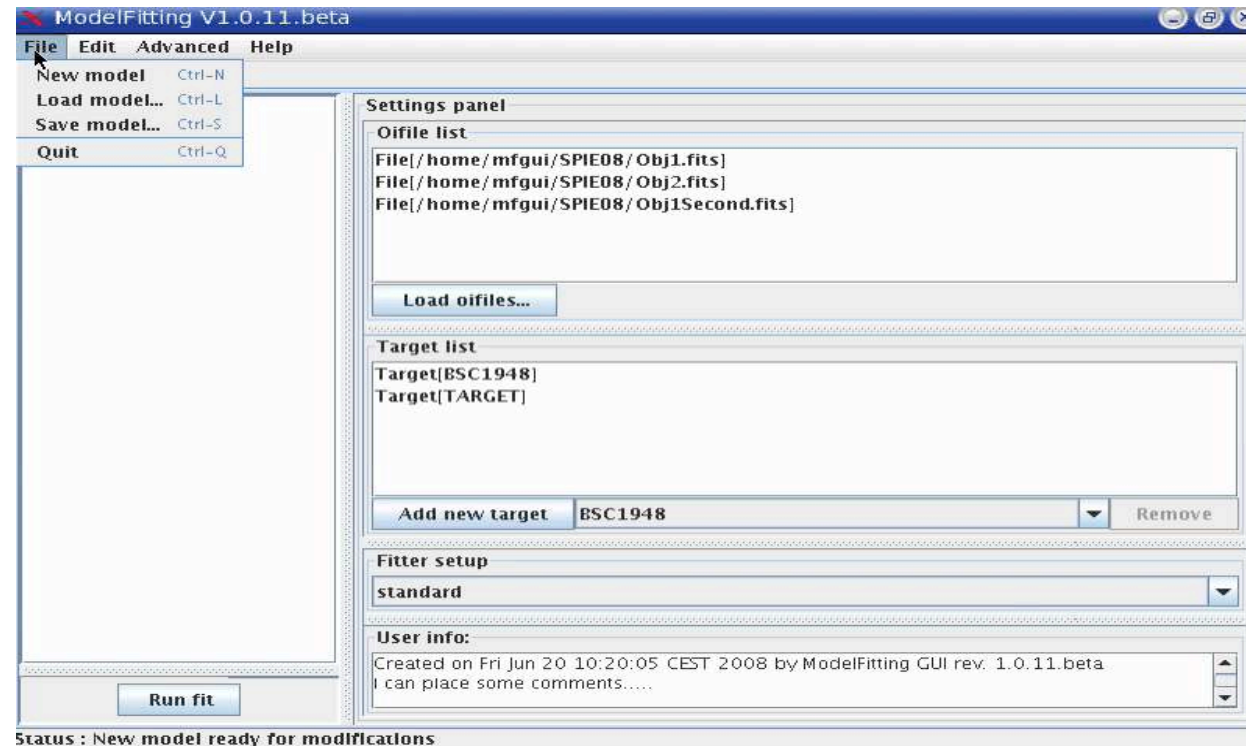 ModelFitting V1.0.11.beta
File Edit Advanced Help
New model Ctrl-N
Load model... Ctrl-L
Save model... Ctrl-S
Quit Ctrl-Q
Settings panel
Oifile list
File[/home/mfgui/SPIE08/Obj1.fits]
File[/home/mfgui/SPIE08/Obj2.fits]
File[/home/mfgui/SPIE08/Obj1Second.fits]
Load oifiles...
Target list
Target[BSC1948]
Target[TARGET]
Add new target BSC1948 Remove
Fitter setup
standard
User info:
Created on Fri Jun 20 10:20:05 CEST 2008 by ModelFitting GUI rev. 1.0.11.beta
I can place some comments.....
Run fit
Status : New model ready for modifications